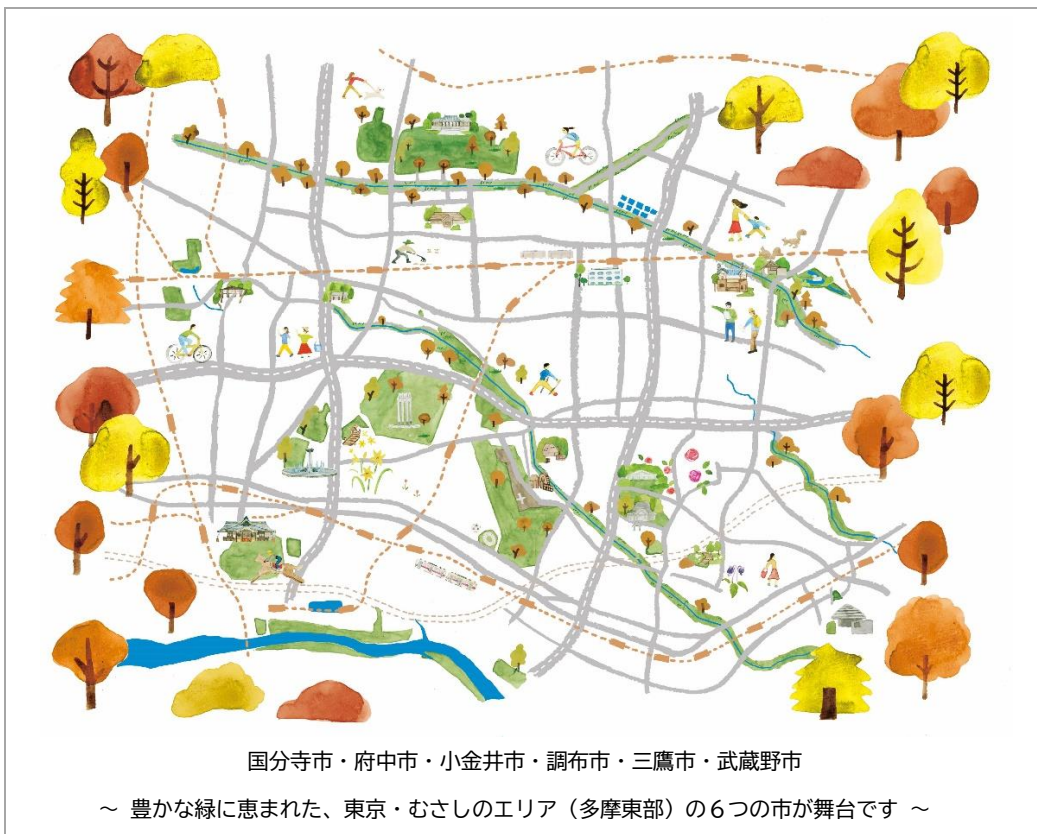 国分寺市・府中市・小金井市・調布市・三鷹市・武蔵野市
～ 豊かな緑に恵まれた、東京・むさしのエリア（多摩東部）の６つの市が舞台です ～